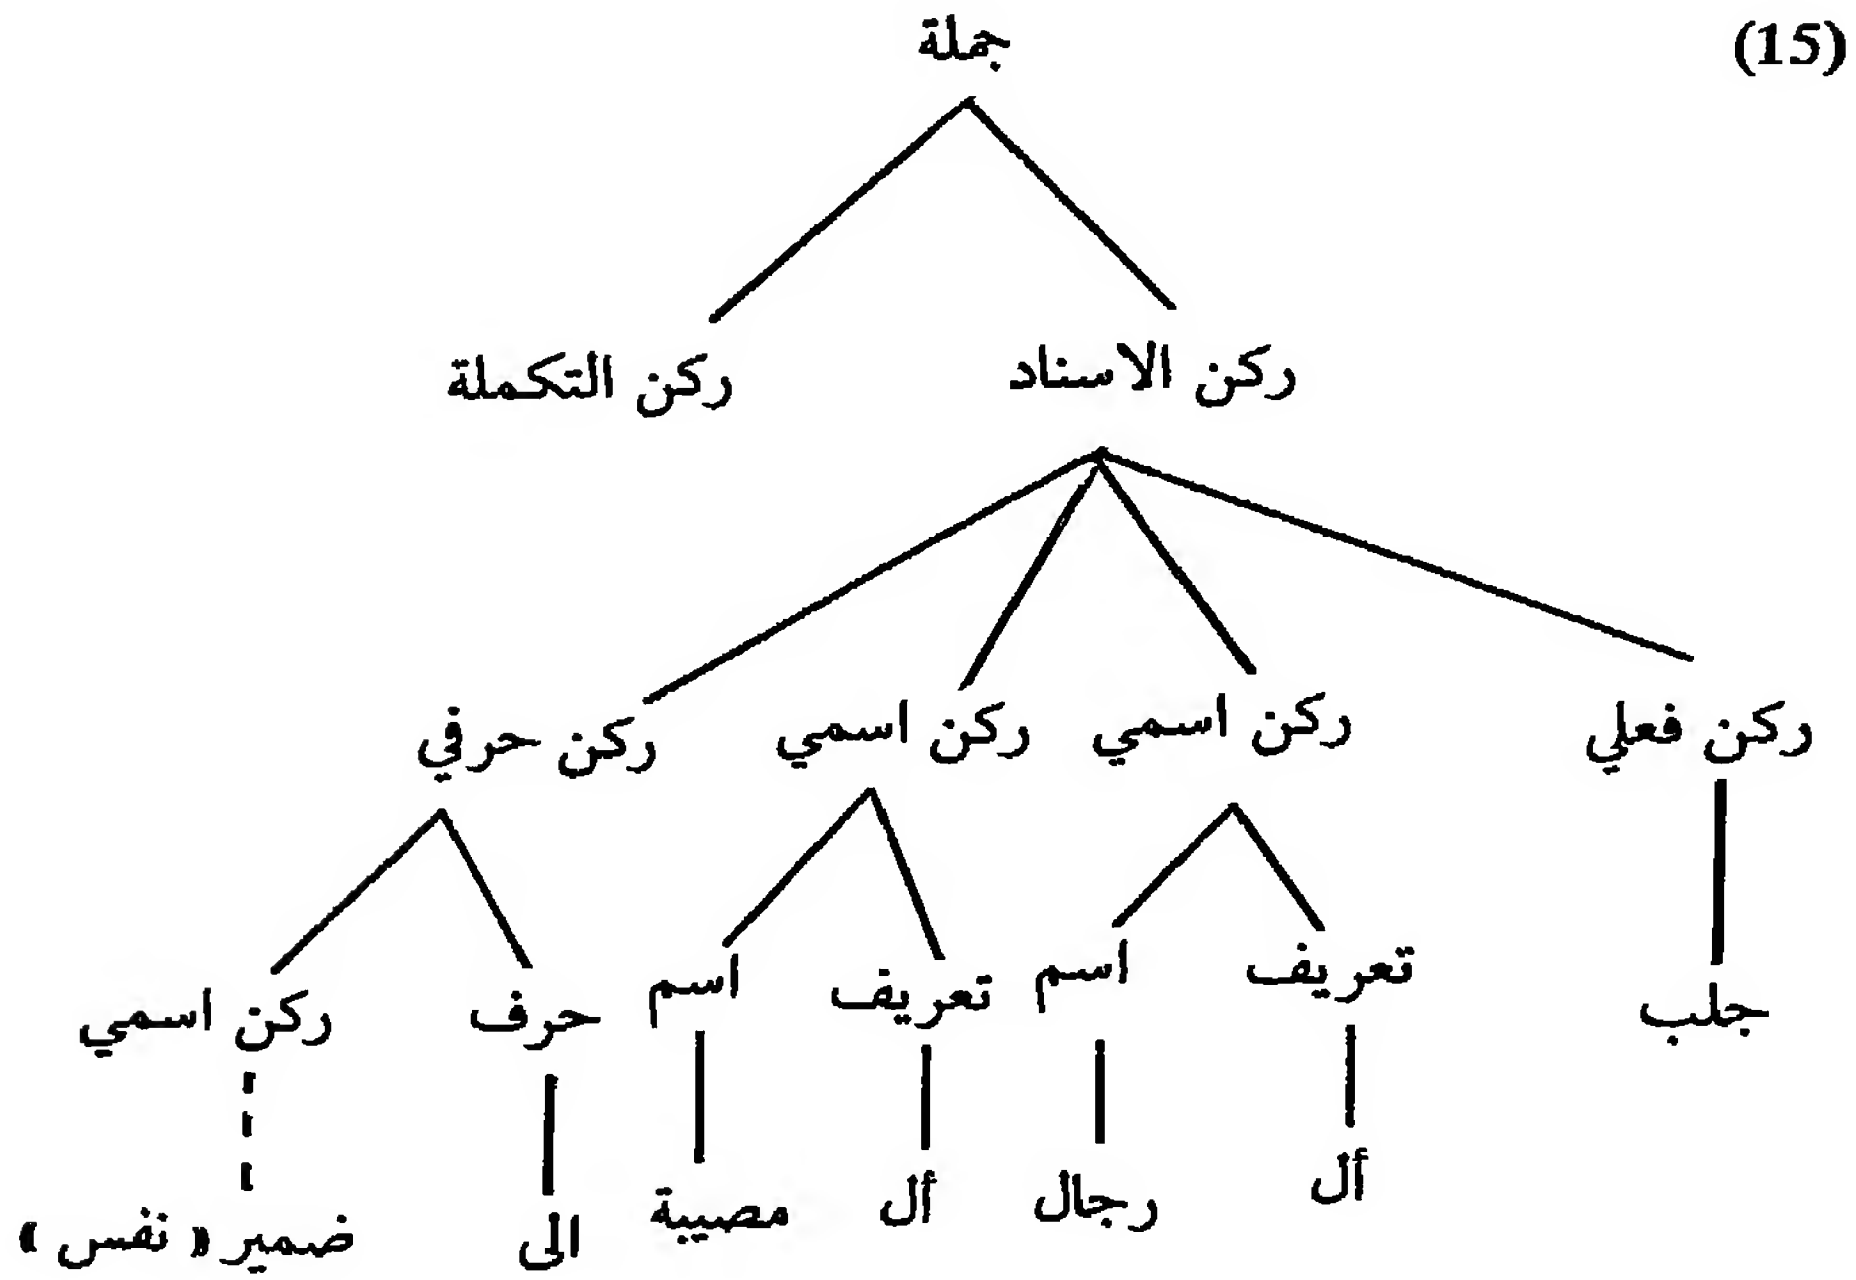 (15)
جملة
ركن الاسناد ركن التكملة
ركن فعلي ركن اسمي ركن اسمي ركن حرفي
تعريف اسم تعريف اسم حرف ركن اسمي
جلب
أل رجال أل مصيبة الى ضمير « نفس »